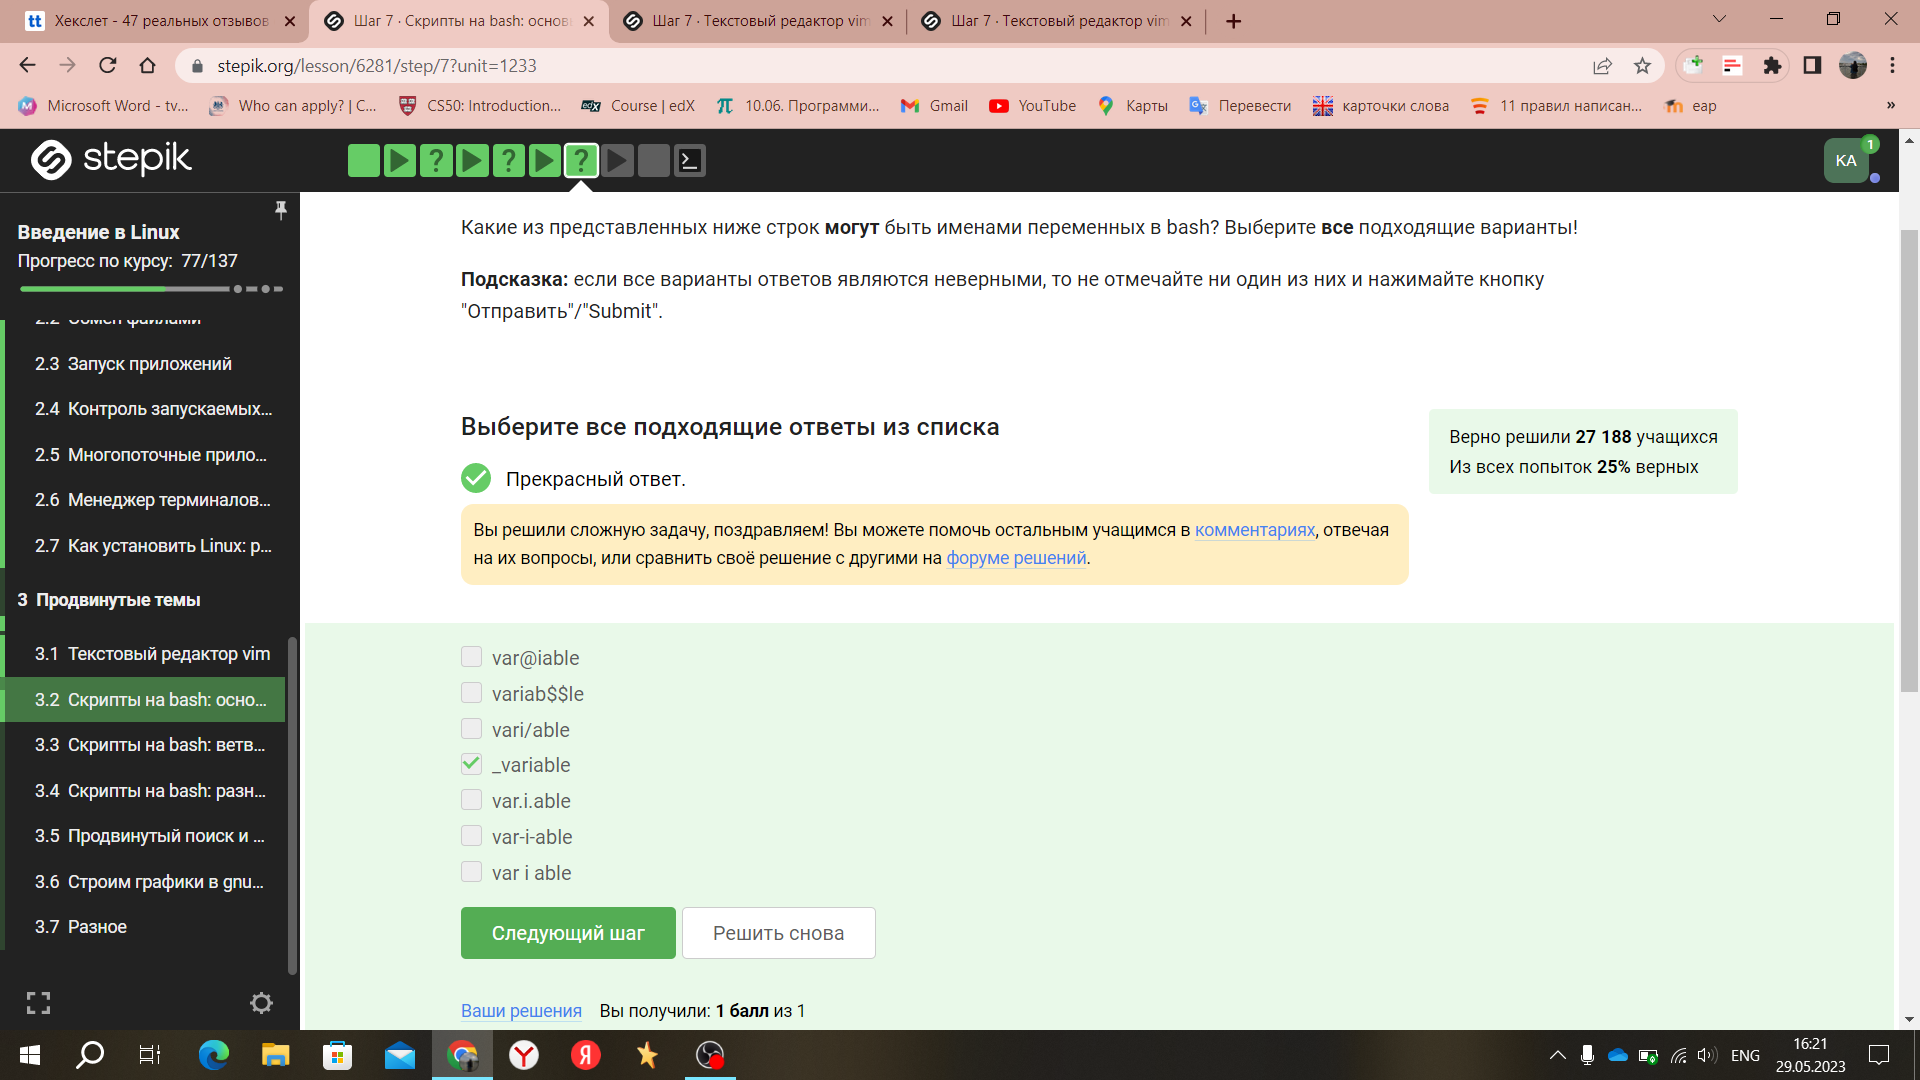 Хекслет - 47 реальных отзывов
Шаг 7 · Скрипты на bash: основ
Шаг 7 · Текстовый редактор vim
Шаг 7 · Текстовый редактор vim
stepik.org/lesson/6281/step/7?unit=1233
Microsoft Word - tv...
Who can apply? | C...
CS50: Introduction...
edX
Course | edX
10.06. Программи...
Gmail
YouTube
Карты
Перевести
карточки слова
11 правил написан...
eap
»
stepik
KA
1
Введение в Linux
Прогресс по курсу: 77/137
2.2 Обмен файлами
2.3 Запуск приложений
2.4 Контроль запускаемых...
2.5 Многопоточные прило...
2.6 Менеджер терминалов...
2.7 Как установить Linux: р...
3 Продвинутые темы
3.1 Текстовый редактор vim
3.2 Скрипты на bash: осно...
3.3 Скрипты на bash: ветв...
3.4 Скрипты на bash: разн...
3.5 Продвинутый поиск и ...
3.6 Строим графики в gnu...
3.7 Разное
Какие из представленных ниже строк могут быть именами переменных в bash? Выберите все подходящие варианты!
Подсказка: если все варианты ответов являются неверными, то не отмечайте ни один из них и нажимайте кнопку
"Отправить"/"Submit".
Выберите все подходящие ответы из списка
Прекрасный ответ.
Верно решили 27 188 учащихся
Из всех попыток 25% верных
Вы решили сложную задачу, поздравляем! Вы можете помочь остальным учащимся в комментариях, отвечая
на их вопросы, или сравнить своё решение с другими на форуме решений.
var@iable
variab$$le
vari/able
_variable
var.i.able
var-i-able
var i able
Следующий шаг
Решить снова
Ваши решения Вы получили: 1 балл из 1
ENG
16:21
29.05.2023